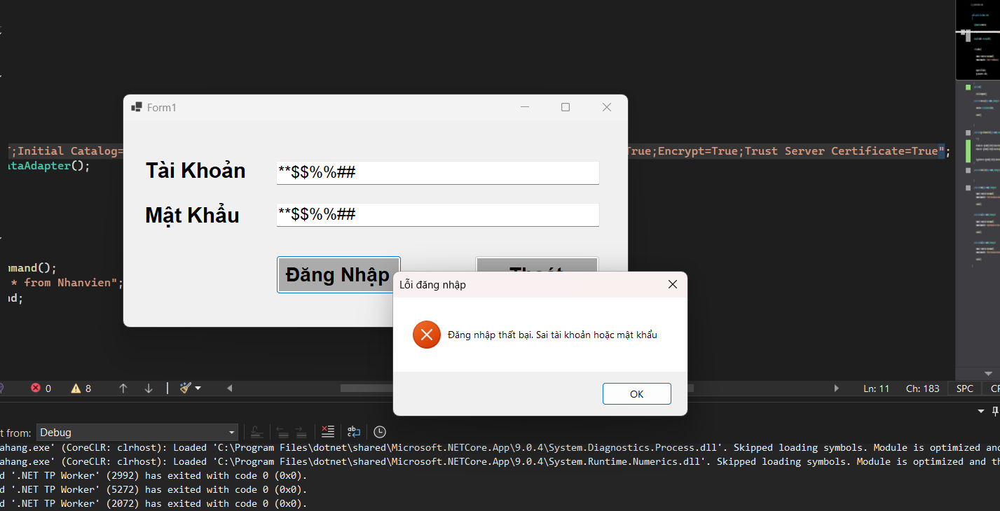 Form1
;Initial Catalog=
True;Encrypt=True;Trust Server Certificate=True";
ataAdapter();
Tài Khoản
**$$%%##
Mật Khẩu
**$$%%##
mmand();
* from Nhanvien";
nd;
Đăng Nhập
Thoát
Lỗi đăng nhập
Đăng nhập thất bại. Sai tài khoản hoặc mật khẩu
OK
0
8
Ln: 11
Ch: 183
SPC
t from:
Debug
ahang.exe' (CoreCLR: clrhost): Loaded 'C:\Program Files\dotnet\shared\Microsoft.NETCore.App\9.0.4\System.Diagnostics.Process.dll'. Skipped loading symbols. Module is optimized and
ahang.exe' (CoreCLR: clrhost): Loaded 'C:\Program Files\dotnet\shared\Microsoft.NETCore.App\9.0.4\System.Runtime.Numerics.dll'. Skipped loading symbols. Module is optimized and th
d '.NET TP Worker' (2992) has exited with code 0 (0x0).
d '.NET TP Worker' (5272) has exited with code 0 (0x0).
d '.NET TP Worker' (2072) has exited with code 0 (0x0).